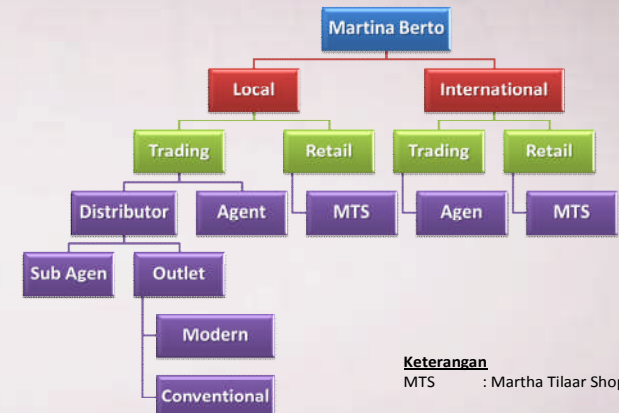 Martina Berto
Local
International
Trading
Retail
Trading
Retail
Distributor
Agent
MTS
Agen
MTS
Sub Agen
Outlet
Modern
Conventional
Keterangan
MTS : Martha Tilaar Shop